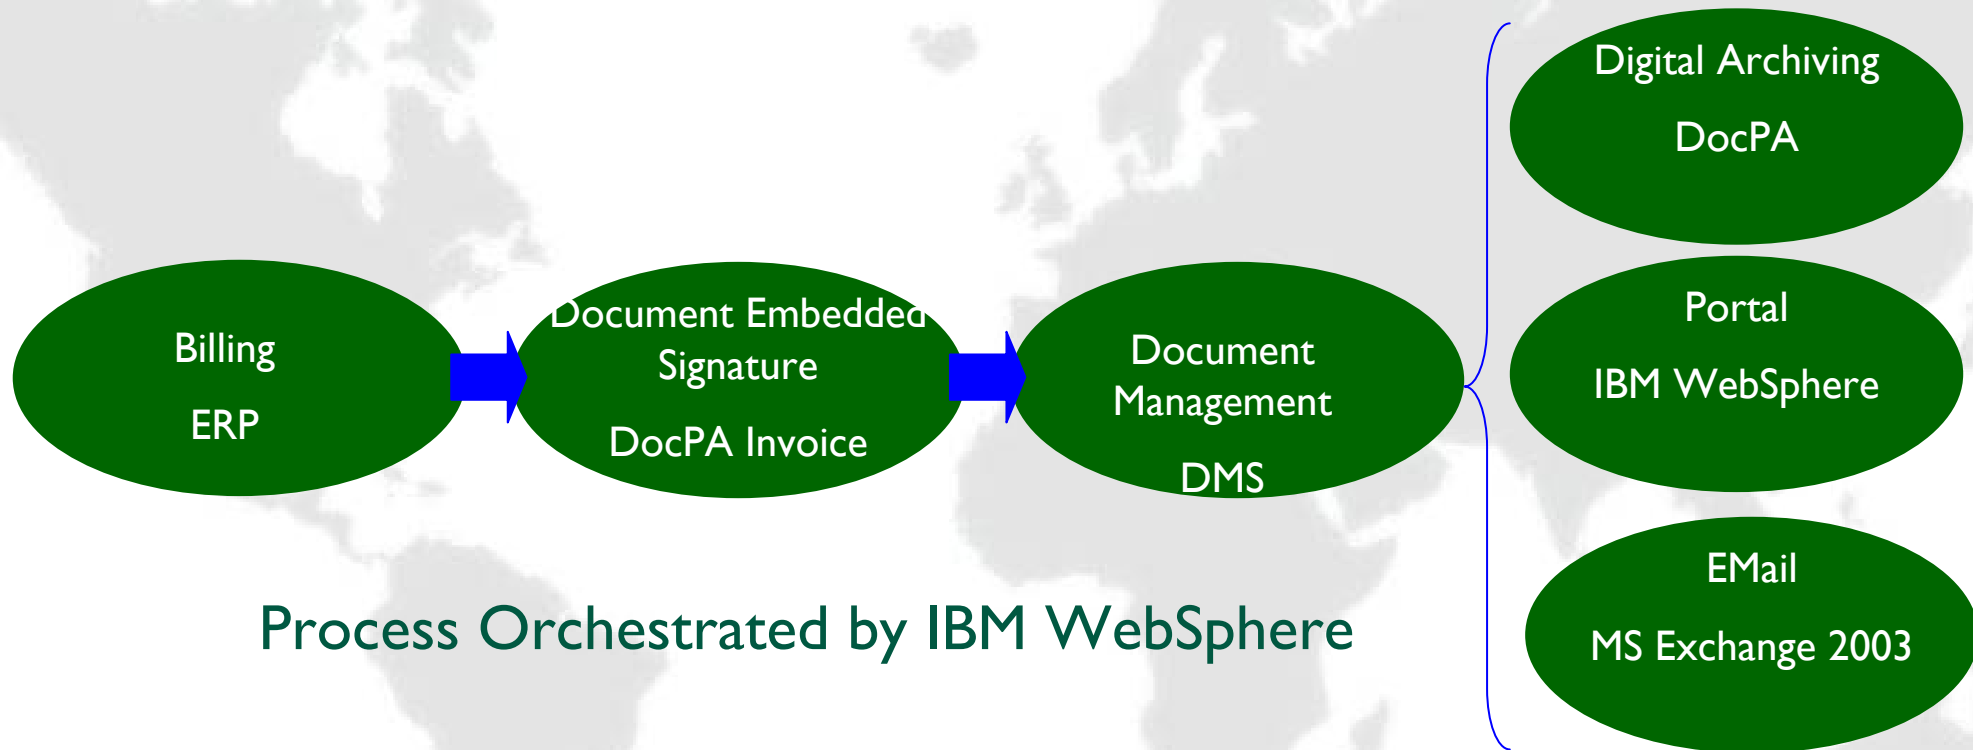 Billing
ERP
Document Embedded
Signature
DocPA Invoice
Document
Management
DMS
Digital Archiving
DocPA
Portal
IBM WebSphere
EMail
MS Exchange 2003
Process Orchestrated by IBM WebSphere